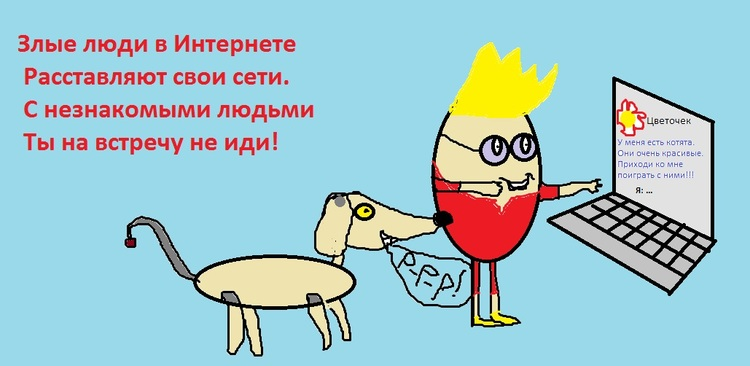 Злые люди в Интернете
Расставляют свои сети.
С незнакомыми людьми
Ты на встречу не иди!
Цветочек
У меня есть котята.
Они очень красивые.
Приходи ко мне
поиграть с ними!!!
Я: ...
Р-Р-Р!